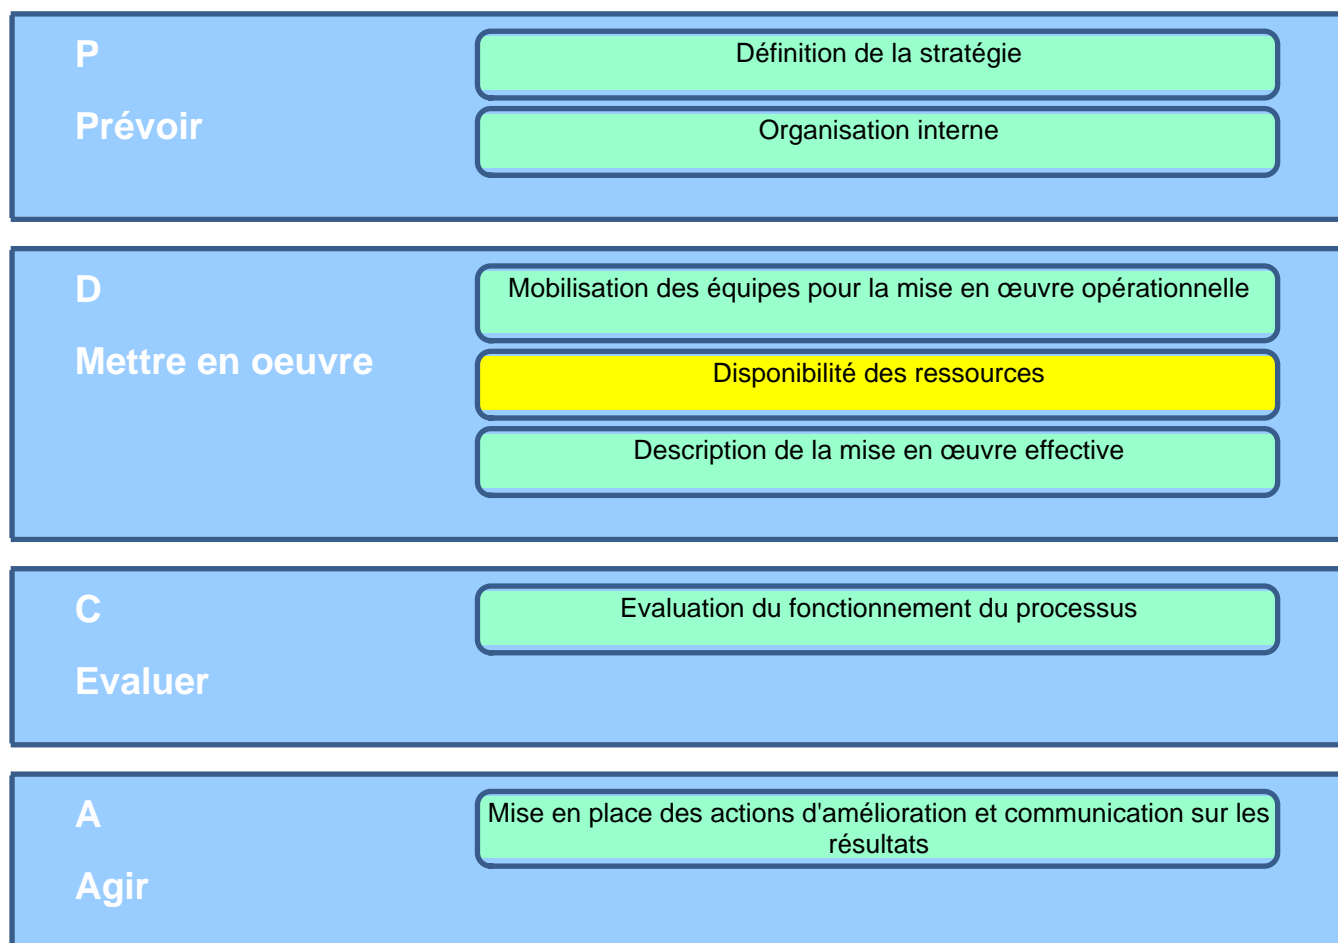 P
Prévoir
Définition de la stratégie
Organisation interne
D
Mettre en oeuvre
Mobilisation des équipes pour la mise en œuvre opérationnelle
Disponibilité des ressources
Description de la mise en œuvre effective
C
Evaluer
Evaluation du fonctionnement du processus
A
Agir
Mise en place des actions d'amélioration et communication sur les
résultats